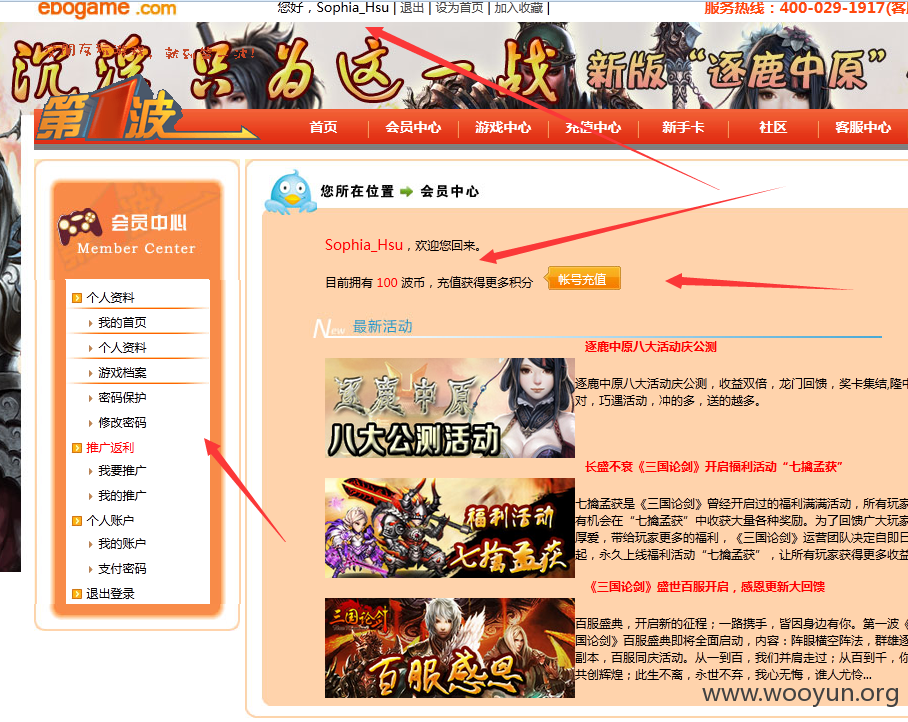 ebogame .com
您好，Sophia_Hsu | 退出 | 设为首页 | 加入收藏 |
服务热线：400-029-1917(客
沉浮只为这一战
新版“逐鹿中原”
第1波
首页
会员中心
游戏中心
充值中心
新手卡
社区
客服中心
会员中心
Member Center
个人资料
我的首页
个人资料
游戏档案
密码保护
修改密码
推广返利
我要推广
我的推广
个人账户
我的账户
支付密码
退出登录
您所在位置 会员中心
Sophia_Hsu，欢迎您回来。
目前拥有 100 波币，充值获得更多积分
帐号充值
New 最新活动
逐鹿中原
八大公测活动
逐鹿中原八大活动庆公测
逐鹿中原八大活动庆公测，收益双倍，龙门回馈，奖卡集结,隆中
对，巧遇活动，冲的多，送的越多。
福利活动
七擒孟获
长盛不衰《三国论剑》开启福利活动“七擒孟获”
七擒孟获是《三国论剑》曾经开启过的福利满满活动，所有玩家
有机会在“七擒孟获”中收获大量各种奖励。为了回馈广大玩家
厚爱，带给玩家更多的福利，《三国论剑》运营团队决定自即日
起，永久上线福利活动“七擒孟获”，让所有玩家获得更多收益
三国论剑
百服感恩
《三国论剑》盛世百服开启，感恩更新大回馈
百服盛典，开启新的征程；一路携手，皆因身边有你。第一波《
国论剑》百服盛典即将全面启动，内容：阵眼横空阵法，群雄逐
副本，百服同庆活动。从一到百，我们并肩走过；从百到千，你
共创辉煌；此生不离，永世不弃，我心无悔，谁人尤怜...
www.wooyun.org